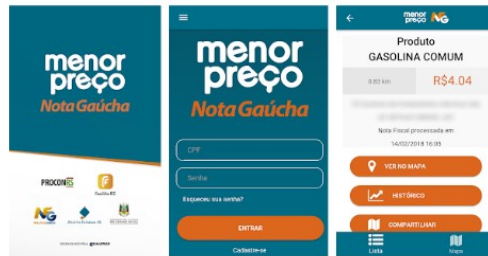 menor
preço
Nota Gaúcha
PROCON RS
NG
menor
preço
Nota Gaúcha
CPF
Senha
Esqueceu sua senha?
ENTRAR
Cadastre-se
menor
preço
NG
Produto
GASOLINA COMUM
R$4.04
Nota Fiscal processada em
14/02/2018 16:05
VER NO MAPA
HISTÓRICO
COMPARTILHAR
Lista
Mapa